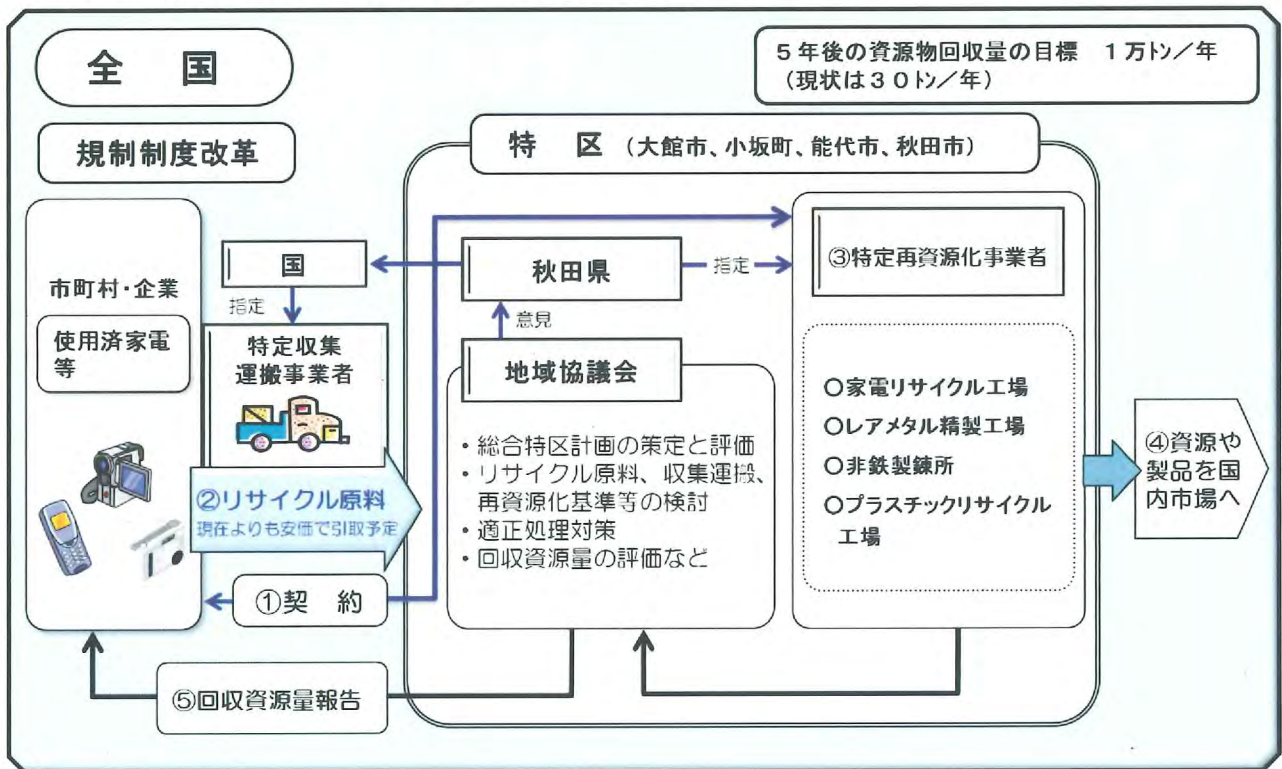 全　国
５年後の資源物回収量の目標　１万トン／年
（現状は３０トン／年）
規制制度改革
特　区（大館市、小坂町、能代市、秋田市）
市町村・企業
使用済家電
等
国
指定
特定収集
運搬事業者
②リサイクル原料
現在よりも安価で引取予定
①契　約
秋田県
指定
意見
地域協議会
・総合特区計画の策定と評価
・リサイクル原料、収集運搬、
再資源化基準等の検討
・適正処理対策
・回収資源量の評価など
③特定再資源化事業者
○家電リサイクル工場
○レアメタル精製工場
○非鉄製錬所
○プラスチックリサイクル
工場
④資源や
製品を国
内市場へ
⑤回収資源量報告